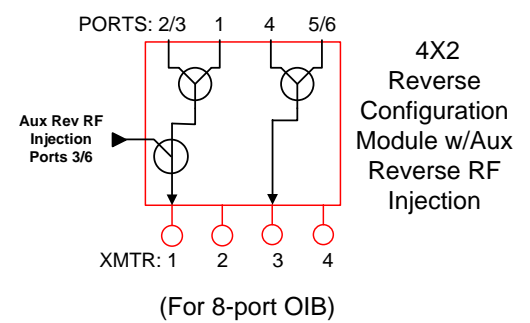 PORTS: 2/3 1 4 5/6
4X2
Reverse
Configuration
Module w/Aux
Reverse RF
Injection
Aux Rev RF
Injection
Ports 3/6
XMTR: 1 2 3 4
(For 8-port OIB)